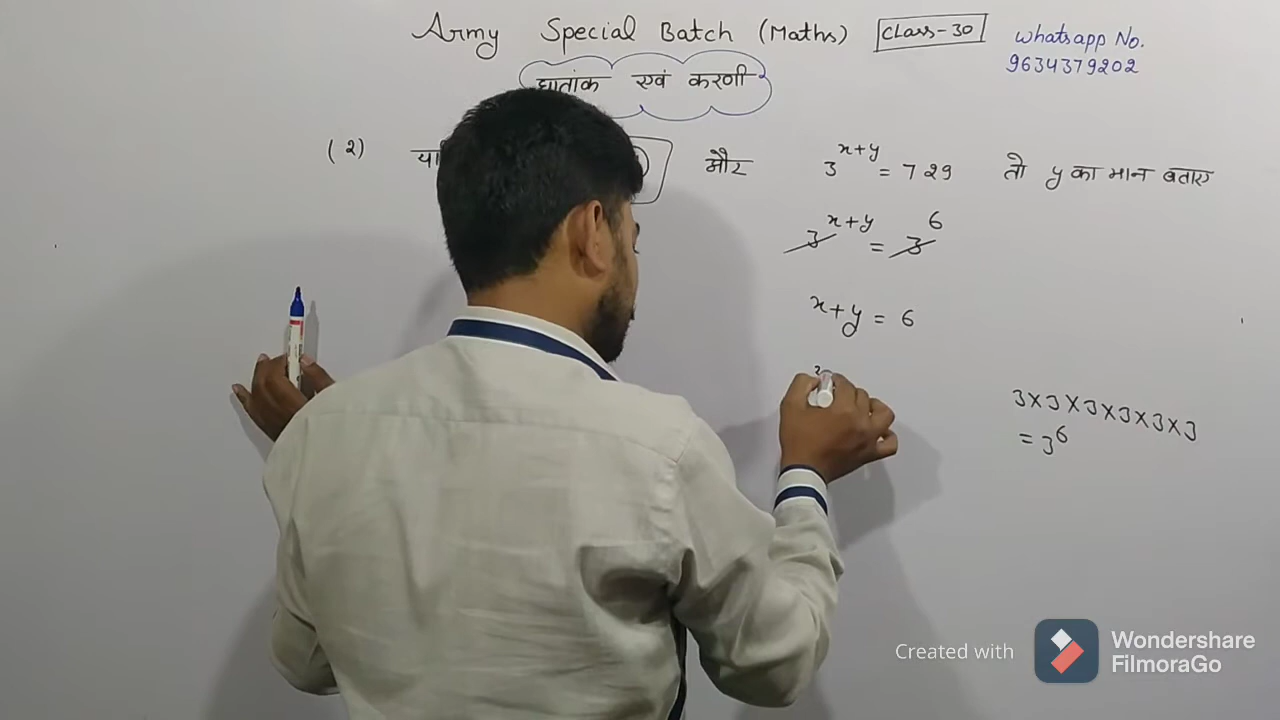 Army Special Batch (Maths) Class-30
Whatsapp No.
9634379202
घातांक एवं करणी
(2) और 3^{x+y} = 729 तो y का मान बताए
3^{x+y} = 3^6
x+y = 6
3×3×3×3×3×3
= 3^6
Created with Wondershare FilmoraGo